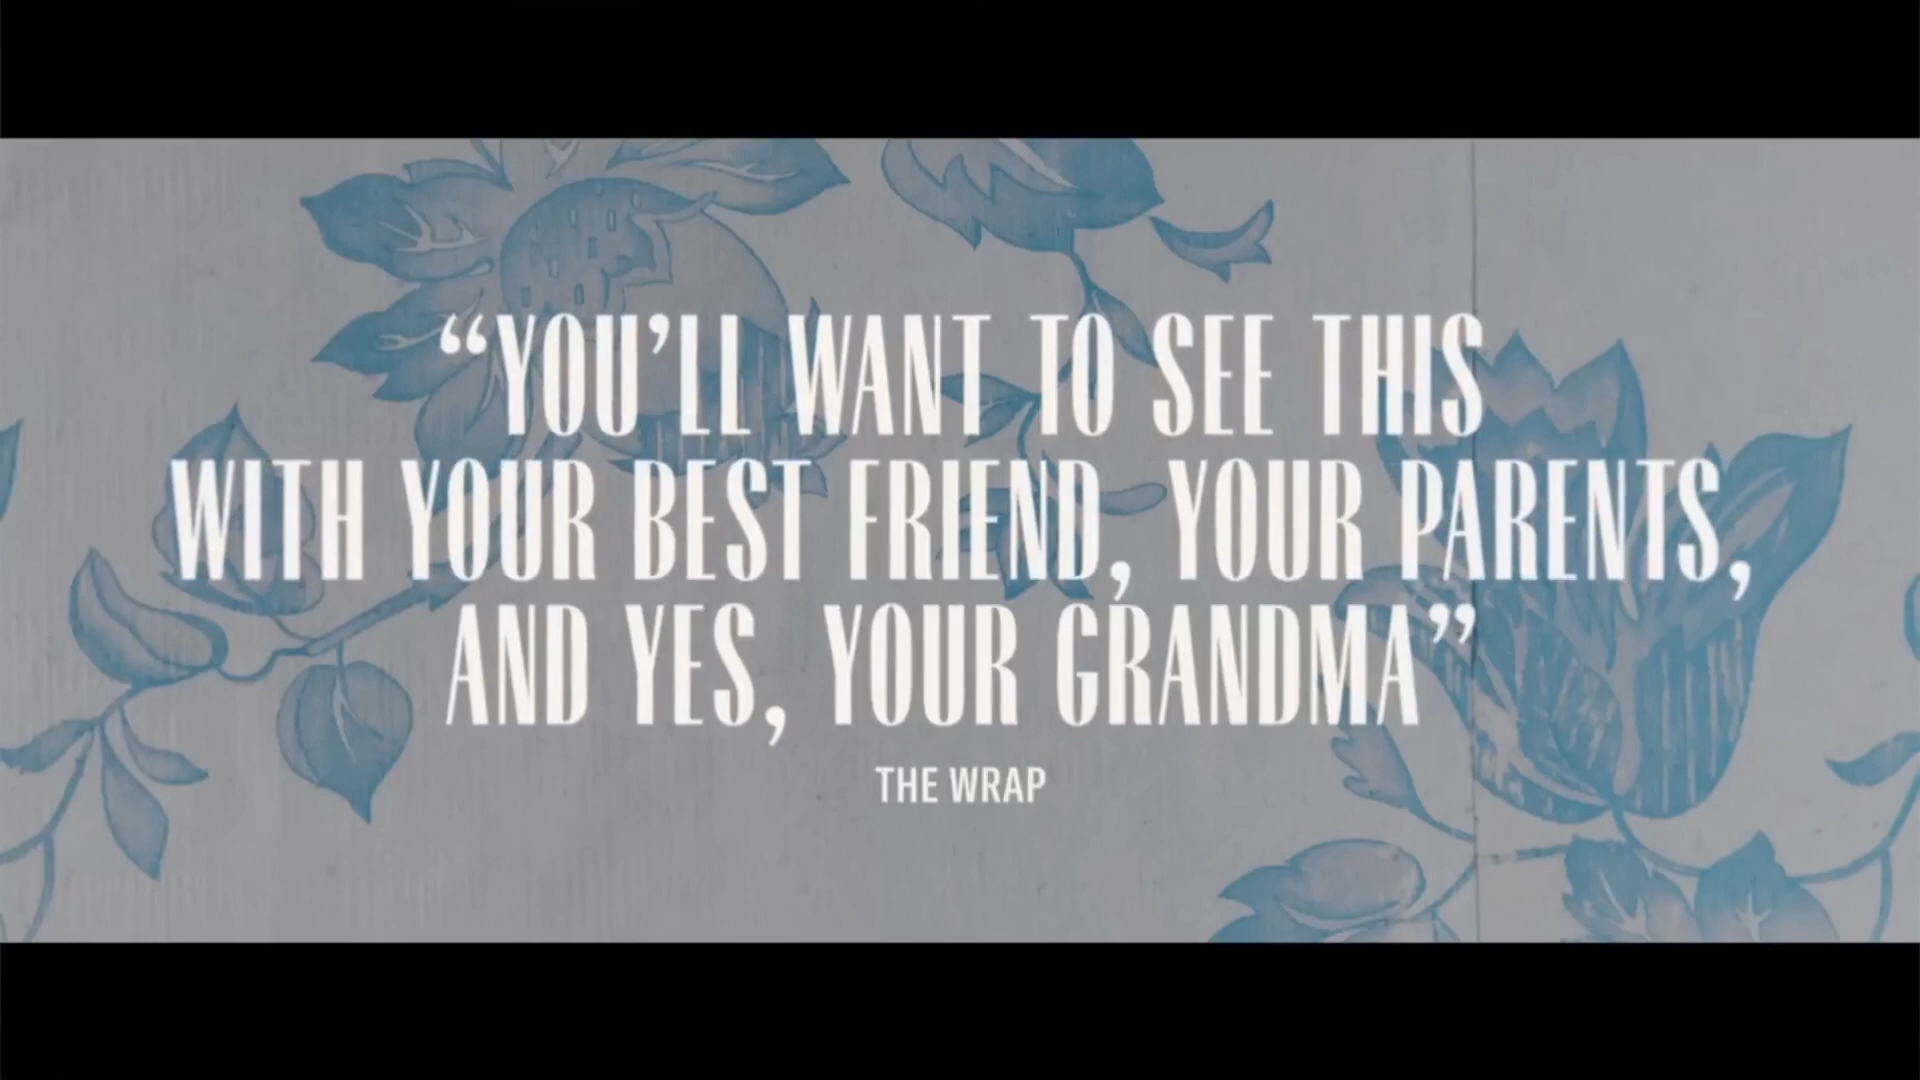 “YOU’LL WANT TO SEE THIS
WITH YOUR BEST FRIEND, YOUR PARENTS,
AND YES, YOUR GRANDMA”
THE WRAP